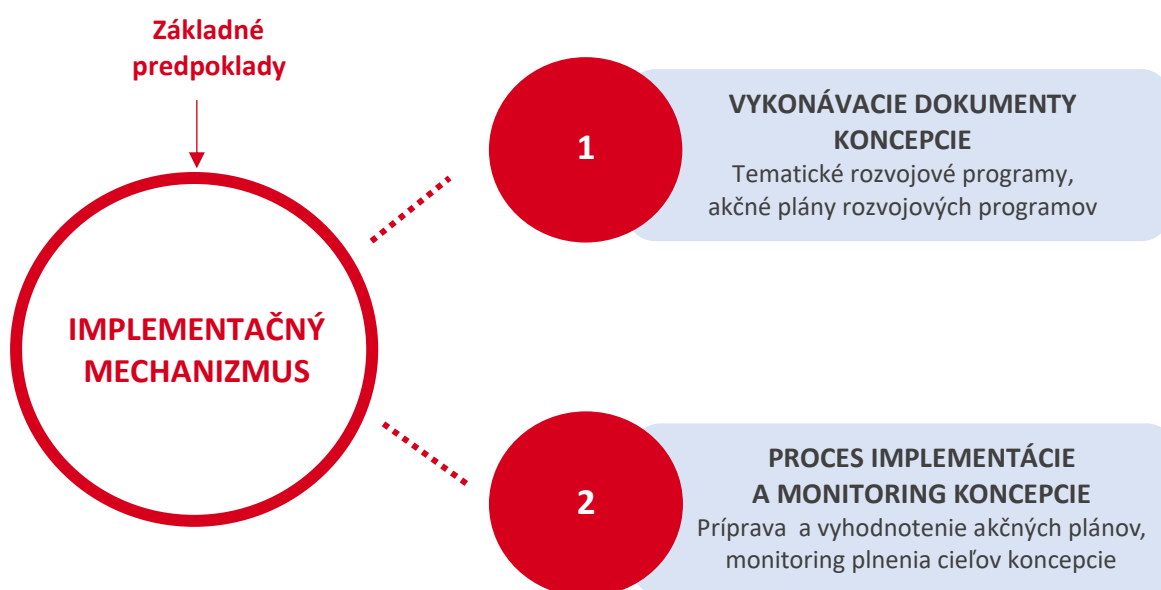 Základné
predpoklady
IMPLEMENTAČNÝ
MECHANIZMUS
1
VYKONÁVACIE DOKUMENTY
KONCEPCIE
Tematické rozvojové programy,
akčné plány rozvojových programov
2
PROCES IMPLEMENTÁCIE
A MONITORING KONCEPCIE
Príprava a vyhodnotenie akčných plánov,
monitoring plnenia cieľov koncepcie